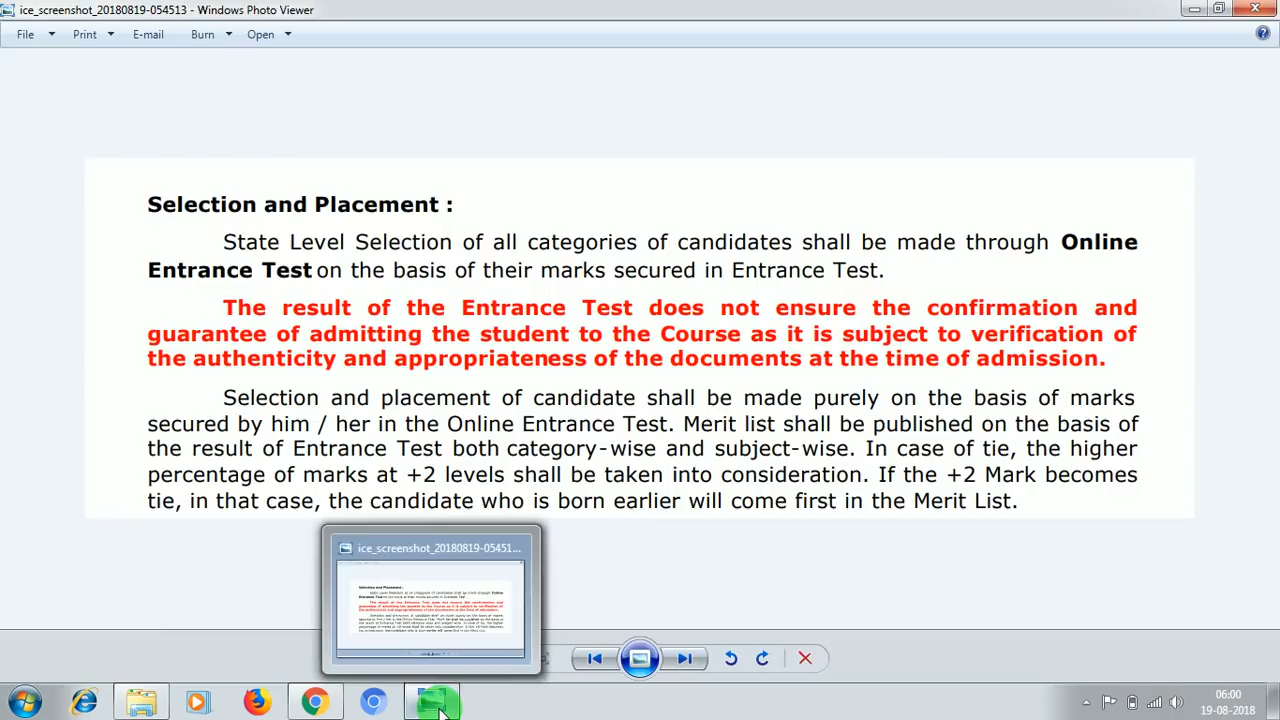 ice_screenshot_20180819-054513 - Windows Photo Viewer
File Print E-mail Burn Open
Selection and Placement :
State Level Selection of all categories of candidates shall be made through Online
Entrance Test on the basis of their marks secured in Entrance Test.
The result of the Entrance Test does not ensure the confirmation and
guarantee of admitting the student to the Course as it is subject to verification of
the authenticity and appropriateness of the documents at the time of admission.
Selection and placement of candidate shall be made purely on the basis of marks
secured by him / her in the Online Entrance Test. Merit list shall be published on the basis of
the result of Entrance Test both category-wise and subject-wise. In case of tie, the higher
percentage of marks at +2 levels shall be taken into consideration. If the +2 Mark becomes
tie, in that case, the candidate who is born earlier will come first in the Merit List.
ice_screenshot_20180819-05451...
06:00
19-08-2018